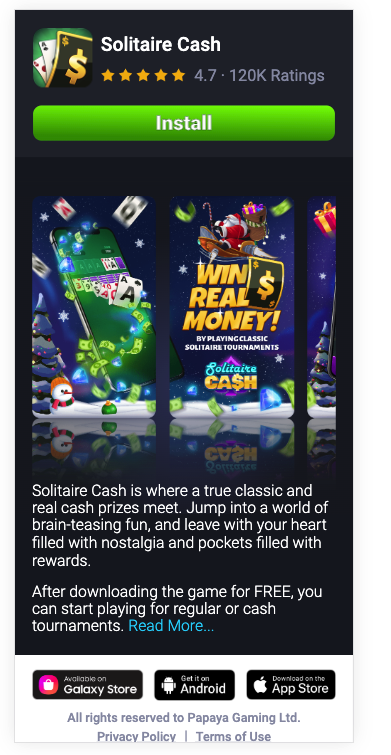 Solitaire Cash
4.7 · 120K Ratings
Install
WIN
REAL
MONEY!
BY PLAYING CLASSIC
SOLITAIRE TOURNAMENTS
Solitaire
CA$H
Solitaire Cash is where a true classic and
real cash prizes meet. Jump into a world of
brain-teasing fun, and leave with your heart
filled with nostalgia and pockets filled with
rewards.
After downloading the game for FREE, you
can start playing for regular or cash
tournaments. Read More...
Available on
Galaxy Store
Get it on
Android
Download on the
App Store
All rights reserved to Papaya Gaming Ltd.
Privacy Policy | Terms of Use